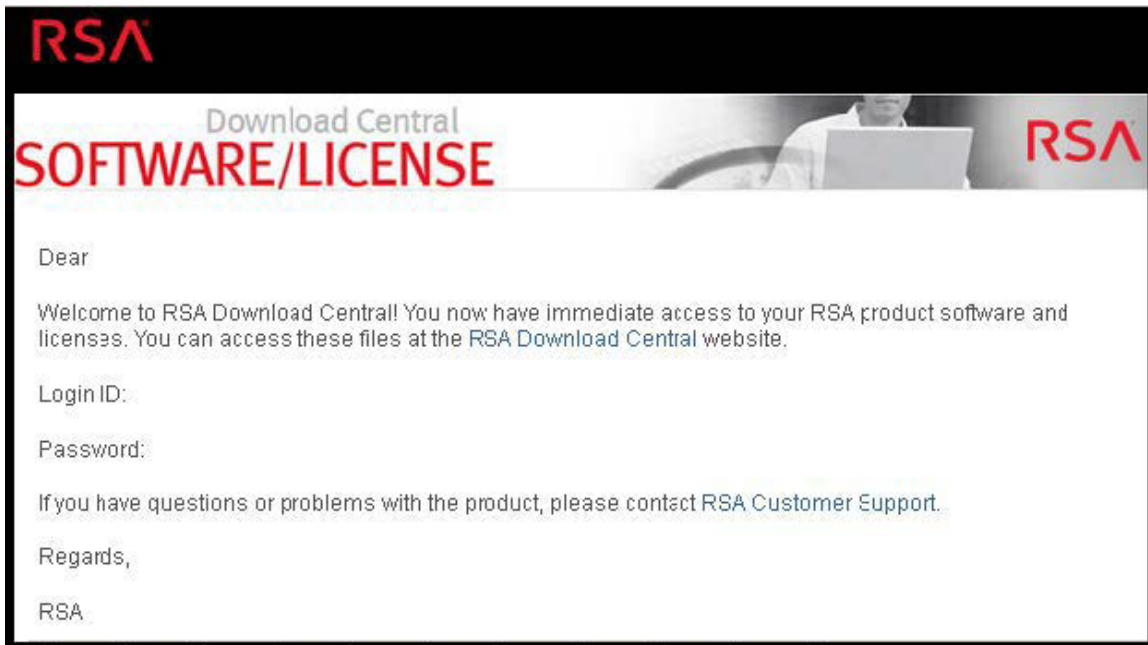 RSA
Download Central
SOFTWARE/LICENSE
RSA
Dear
Welcome to RSA Download Central! You now have immediate access to your RSA product software and
licenses. You can access these files at the RSA Download Central website.
Login ID:
Password:
If you have questions or problems with the product, please contact RSA Customer Support.
Regards,
RSA